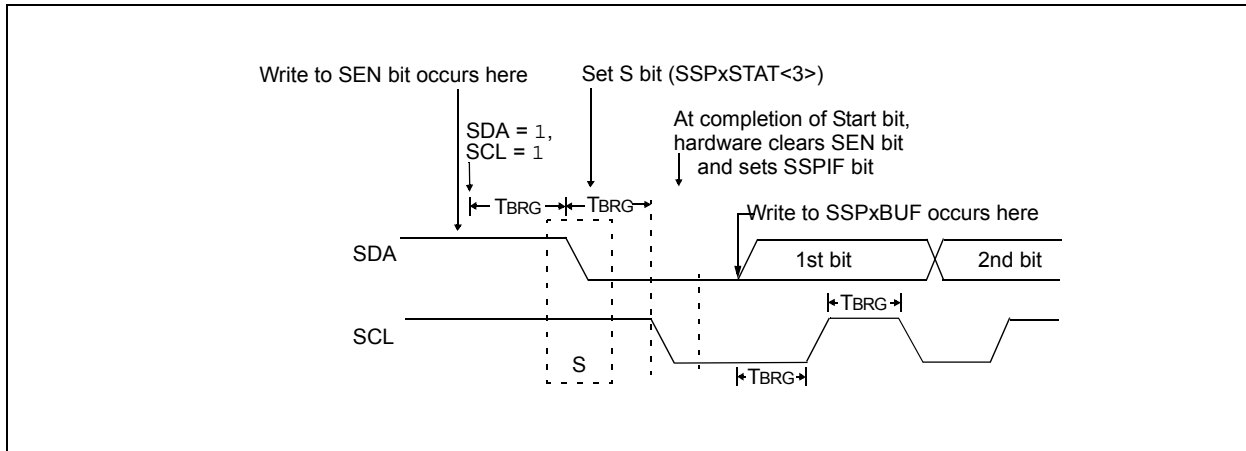 Write to SEN bit occurs here
Set S bit (SSPxSTAT<3>)
SDA = 1,
SCL = 1
At completion of Start bit,
hardware clears SEN bit
and sets SSPIF bit
TBRG
TBRG
Write to SSPxBUF occurs here
SDA
1st bit
2nd bit
TBRG
SCL
S
TBRG